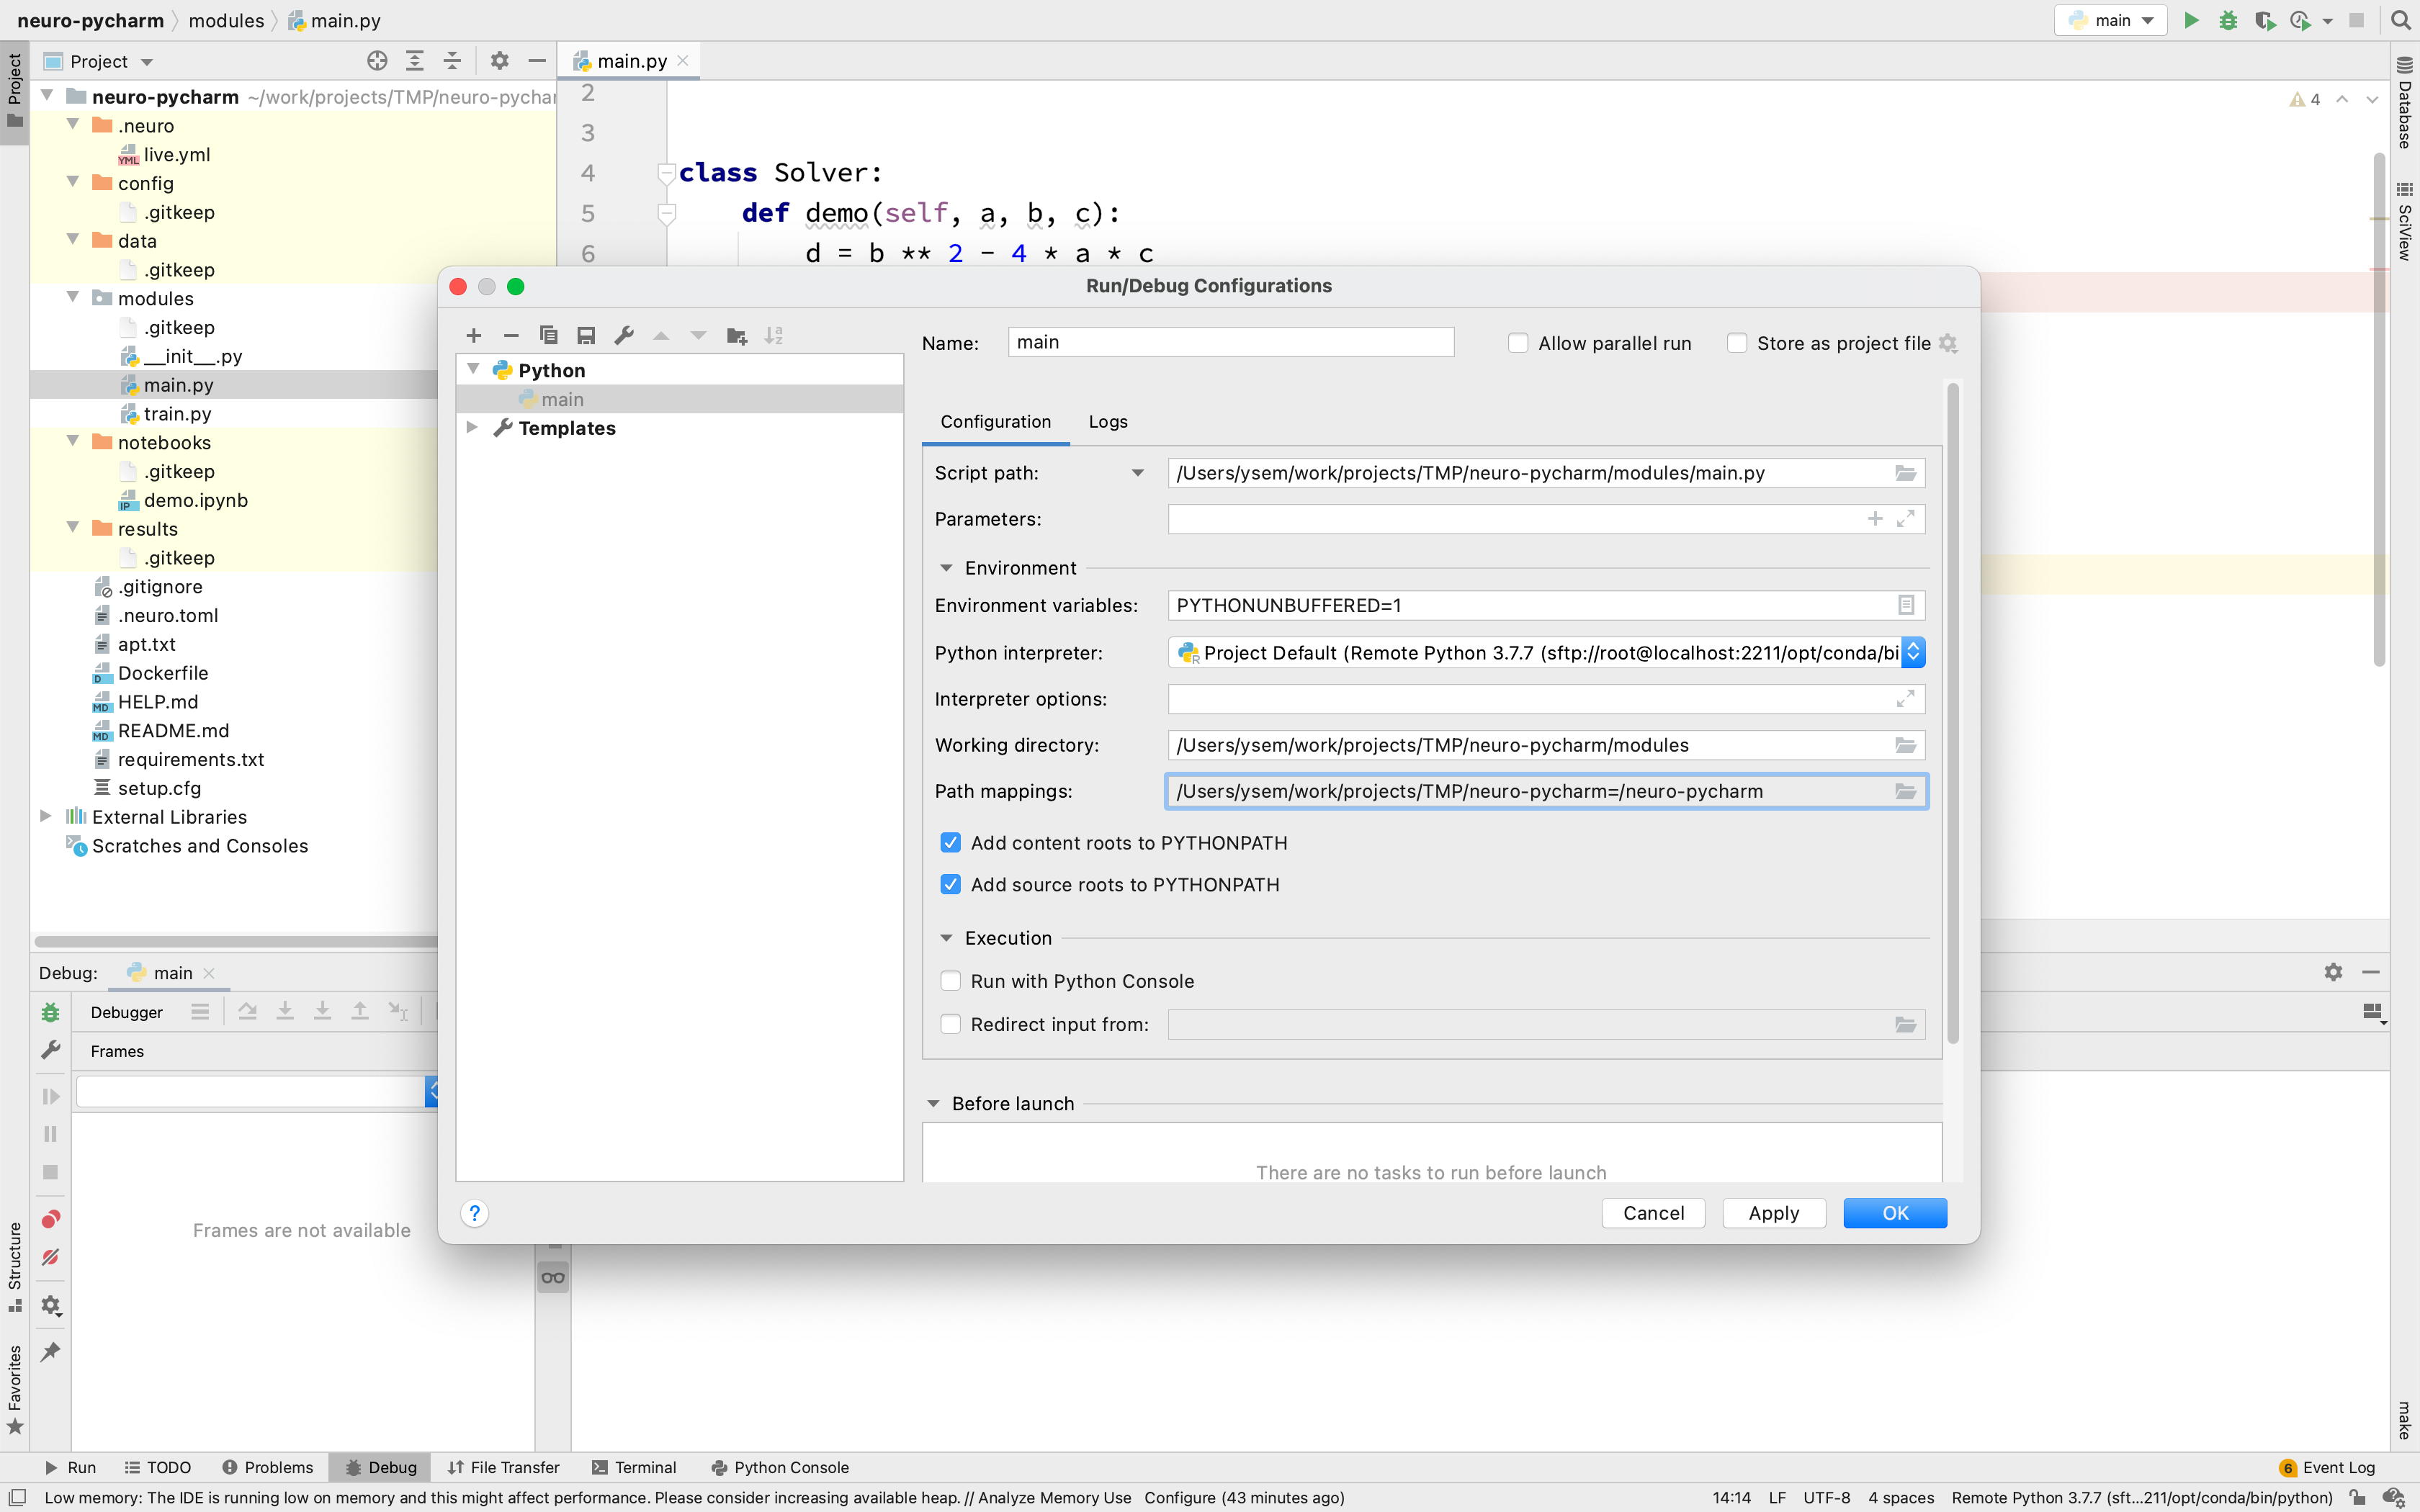 neuro-pycharm modules main.py
main
Project
Project
neuro-pycharm ~/work/projects/TMP/neuro-pychar
.neuro
YML live.yml
config
.gitkeep
data
.gitkeep
modules
.gitkeep
__init__.py
main.py
train.py
notebooks
.gitkeep
IP demo.ipynb
results
.gitkeep
.gitignore
.neuro.toml
apt.txt
D Dockerfile
MD HELP.md
MD README.md
requirements.txt
setup.cfg
External Libraries
Scratches and Consoles
main.py
2
3
4 class Solver:
5 def demo(self, a, b, c):
6 d = b ** 2 - 4 * a * c
4
Database
SciView
Run/Debug Configurations
Python
main
Templates
Name: main
Allow parallel run
Store as project file
Configuration Logs
Script path: /Users/ysem/work/projects/TMP/neuro-pycharm/modules/main.py
Parameters:
Environment
Environment variables: PYTHONUNBUFFERED=1
Python interpreter: Project Default (Remote Python 3.7.7 (sftp://root@localhost:2211/opt/conda/bi
Interpreter options:
Working directory: /Users/ysem/work/projects/TMP/neuro-pycharm/modules
Path mappings: /Users/ysem/work/projects/TMP/neuro-pycharm=/neuro-pycharm
Add content roots to PYTHONPATH
Add source roots to PYTHONPATH
Execution
Run with Python Console
Redirect input from:
Before launch
There are no tasks to run before launch
?
Cancel Apply OK
Debug: main
Debugger
Frames
Frames are not available
Structure
Favorites
make
Run TODO Problems Debug File Transfer Terminal Python Console 6 Event Log
Low memory: The IDE is running low on memory and this might affect performance. Please consider increasing available heap. // Analyze Memory Use Configure (43 minutes ago) 14:14 LF UTF-8 4 spaces Remote Python 3.7.7 (sft...211/opt/conda/bin/python)